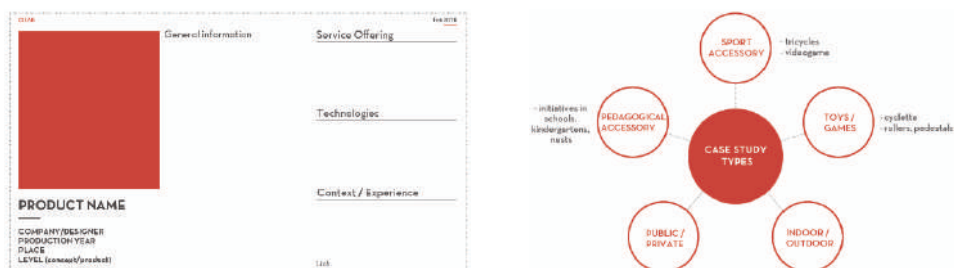 General information
Service Offering
Technologies
Context / Experience
PRODUCT NAME
COMPANY/DESIGNER
PRODUCTION YEAR
PLACE
LEVEL (concept/product)
Link
SPORT
ACCESSORY
- tricycles
- videogame
- initiatives in
schools,
kindergartens,
nests
PEDAGOGICAL
ACCESSORY
TOYS /
GAMES
- cyclette
- rollers, pedestals
CASE STUDY
TYPES
PUBLIC /
PRIVATE
INDOOR /
OUTDOOR